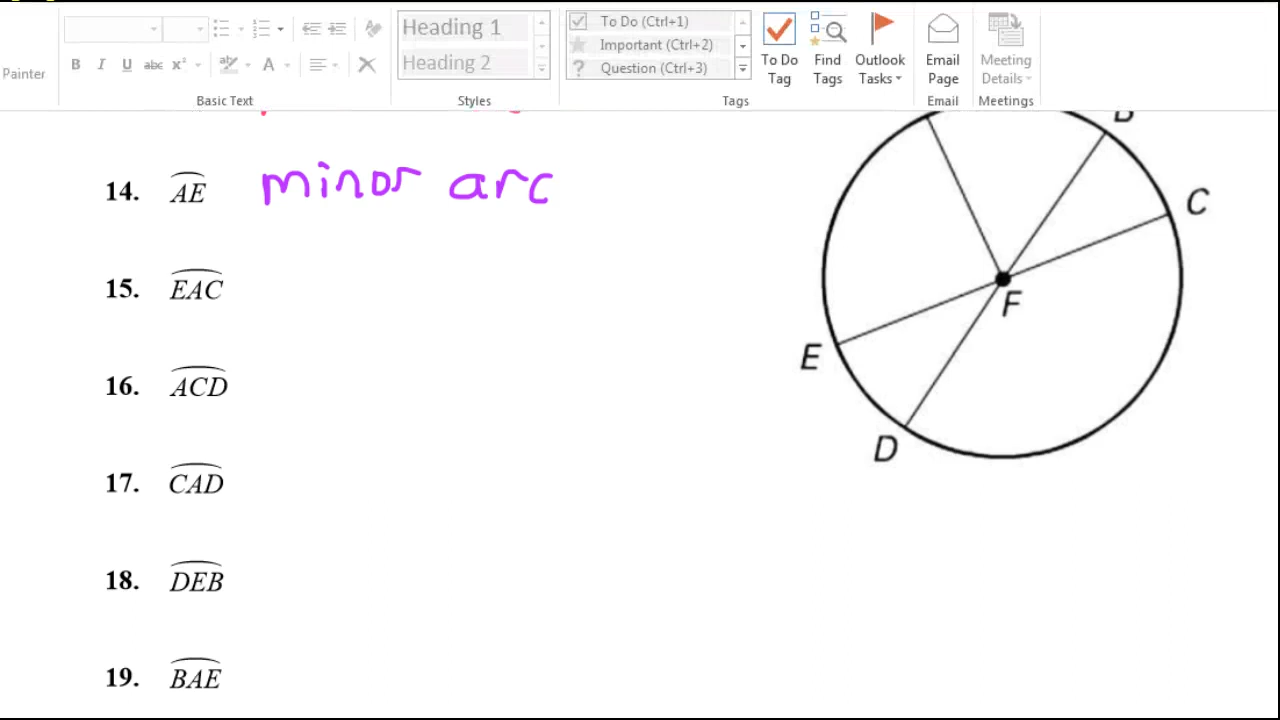 Heading 1
Heading 2
To Do (Ctrl+1)
Important (Ctrl+2)
Question (Ctrl+3)
To Do Tag
Find Tags
Outlook Tasks
Email Page
Meeting Details
Painter
B I U abc x² A
Basic Text
Styles
Tags
Email
Meetings
14. AE minor arc
15. EAC
16. ACD
17. CAD
18. DEB
19. BAE
B
C
F
E
D